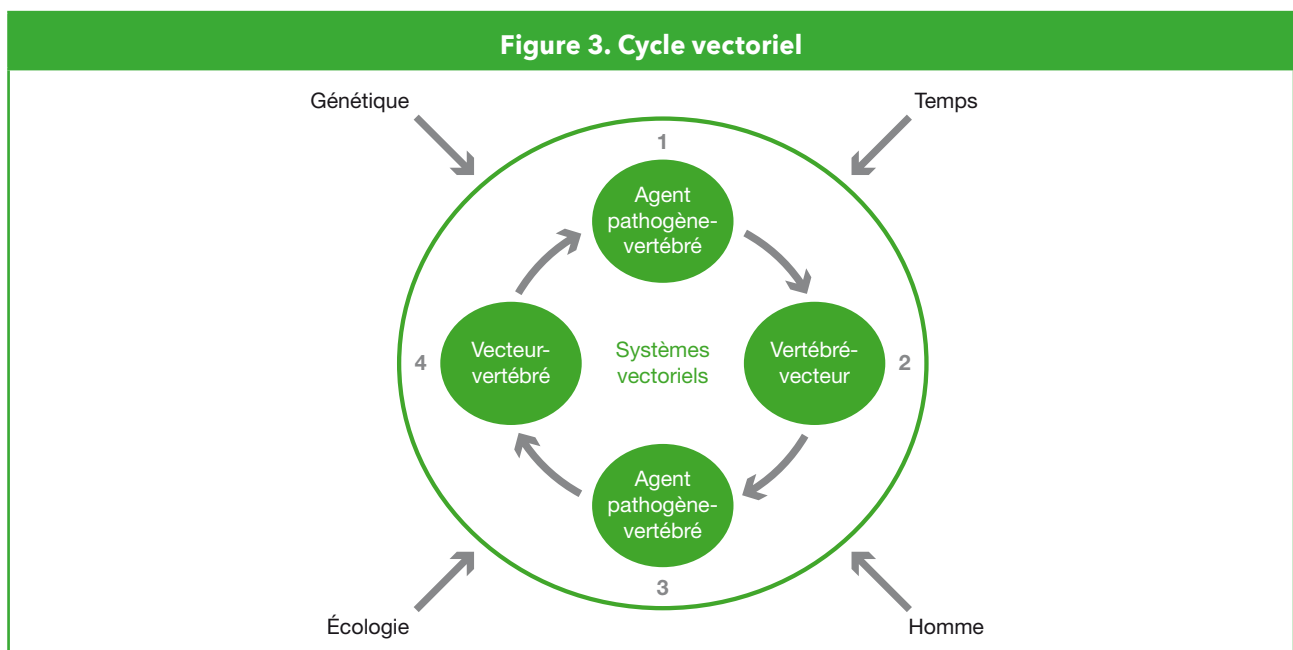 Figure 3. Cycle vectoriel
Génétique
Temps
1
Agent
pathogène-
vertébré
4
Vecteur-
vertébré
Systèmes
vectoriels
Vertébré-
vecteur
2
Agent
pathogène-
vertébré
3
Écologie
Homme